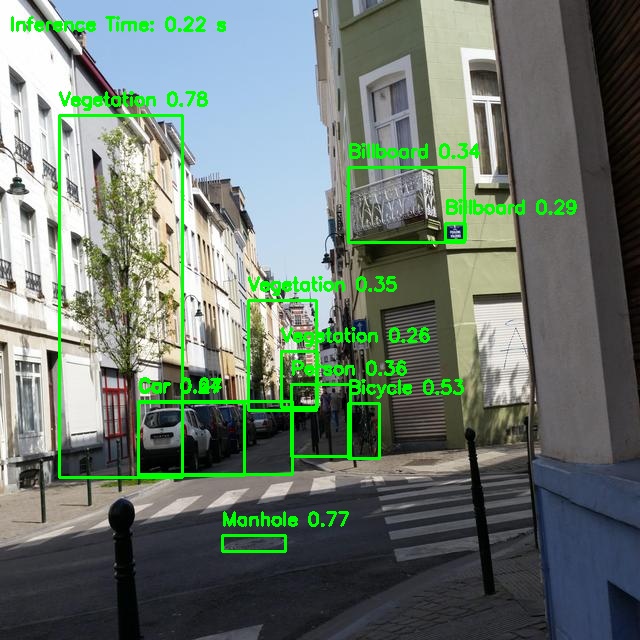 Inference Time: 0.22 s
Vegetation 0.78
Billboard 0.34
Billboard 0.29
Vegetation 0.35
Vegetation 0.26
Person 0.36
Car
Bicycle 0.53
Manhole 0.77